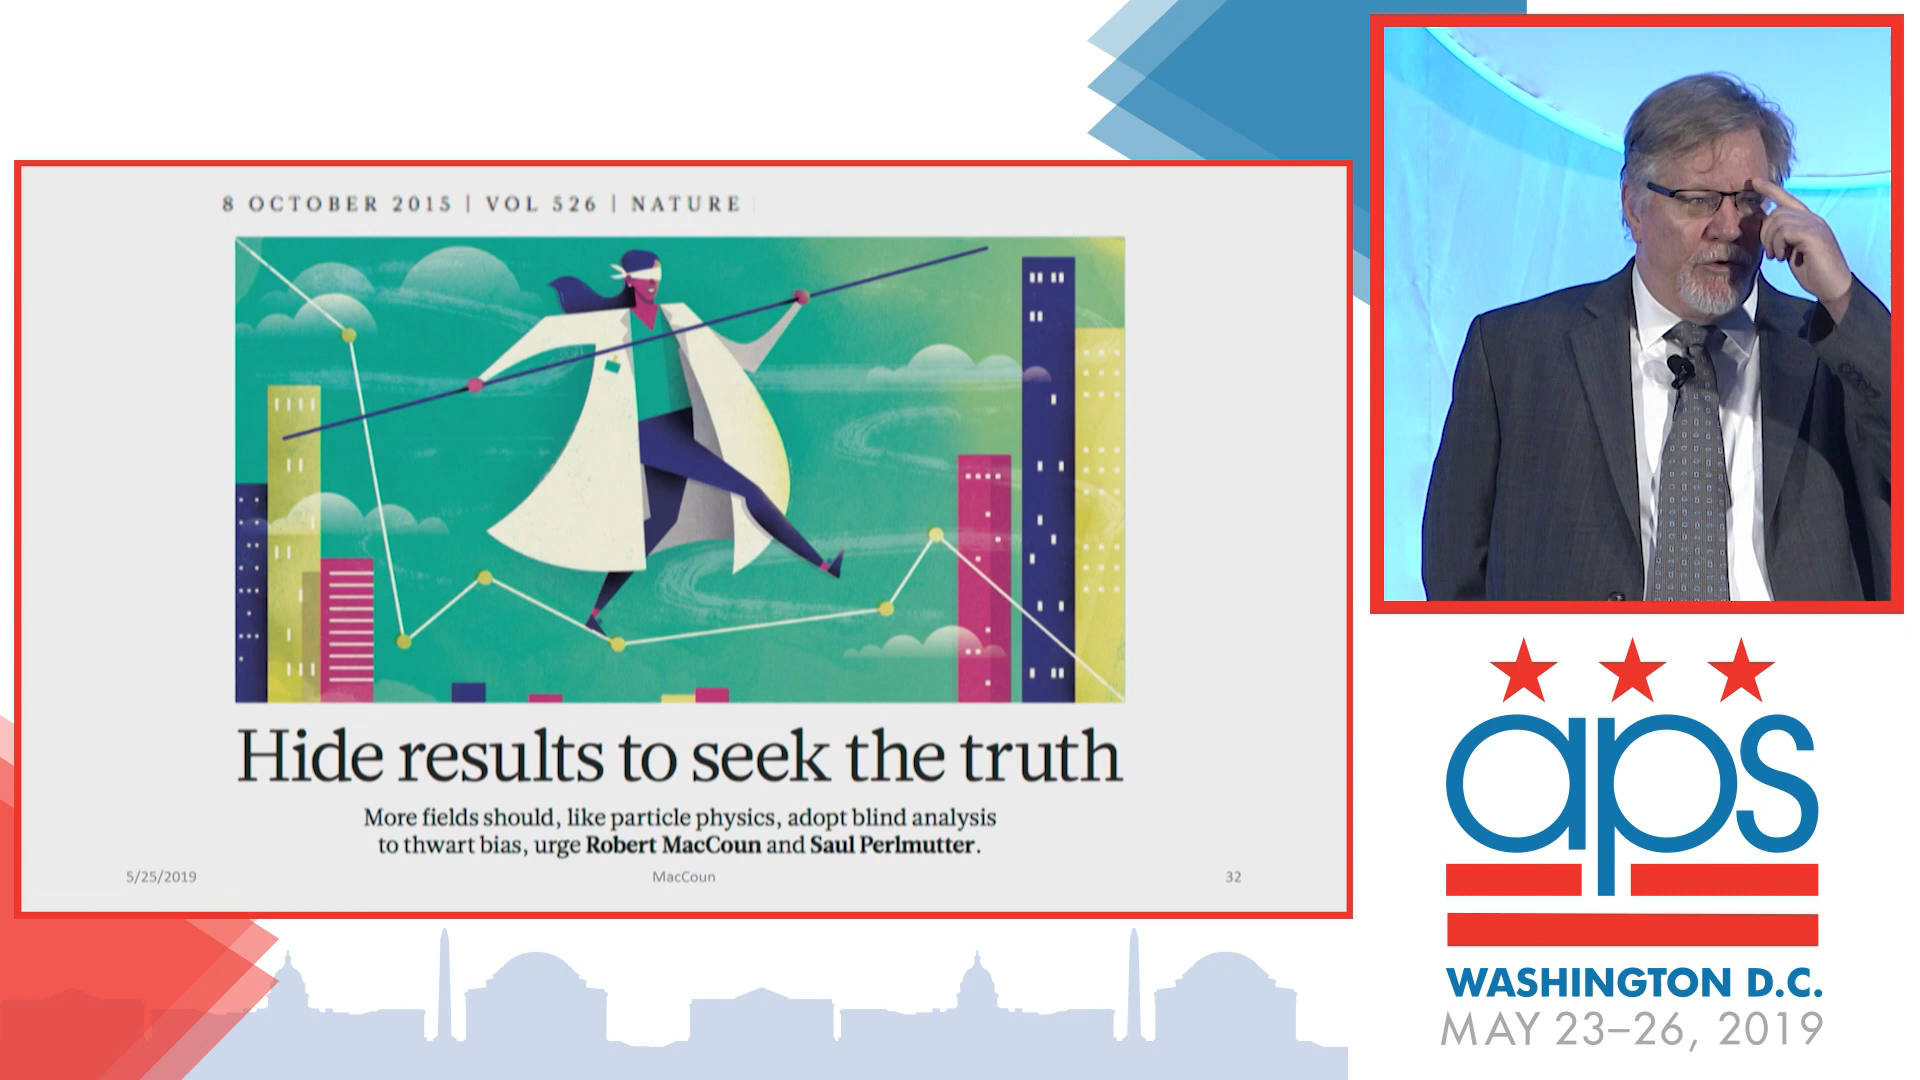 8 OCTOBER 2015 | VOL 526 | NATURE
Hide results to seek the truth
More fields should, like particle physics, adopt blind analysis
to thwart bias, urge Robert MacCoun and Saul Perlmutter.
5/25/2019 MacCoun 32
aps
WASHINGTON D.C.
MAY 23–26, 2019